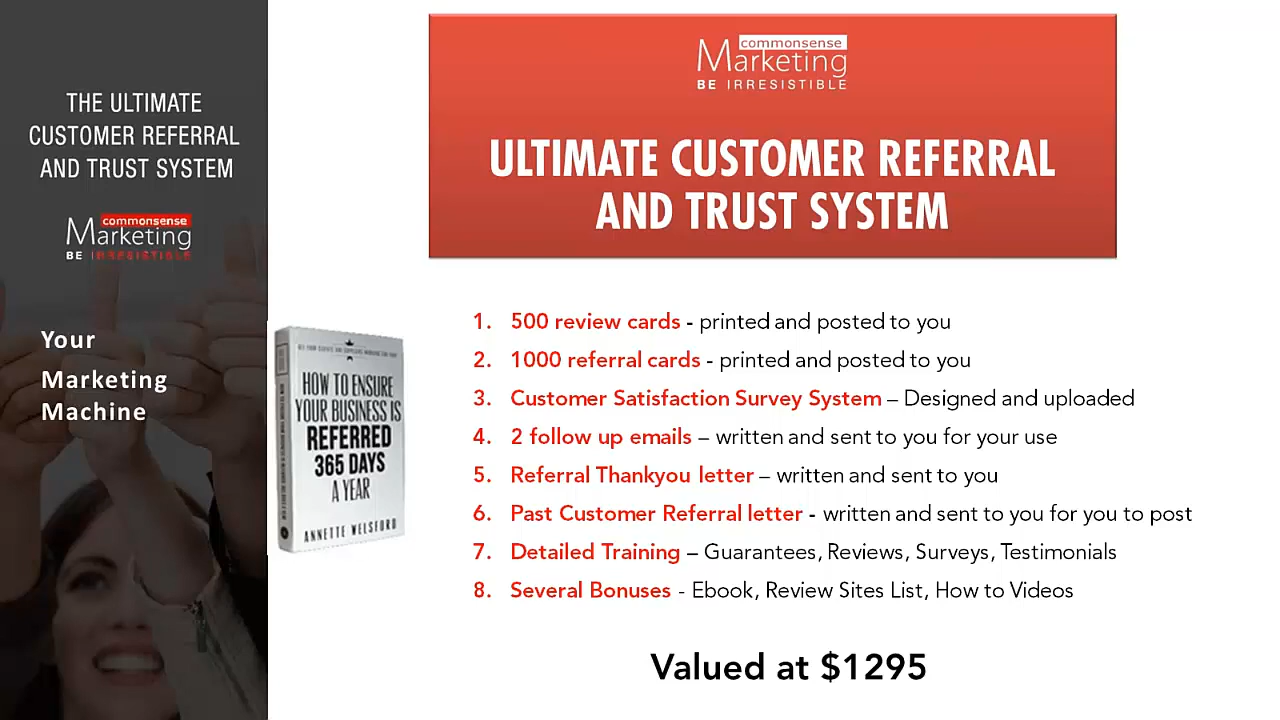 THE ULTIMATE
CUSTOMER REFERRAL
AND TRUST SYSTEM
commonsense
Marketing
BE IRRESISTIBLE
Your
Marketing
Machine
commonsense
Marketing
BE IRRESISTIBLE
ULTIMATE CUSTOMER REFERRAL
AND TRUST SYSTEM
HOW TO ENSURE
YOUR BUSINESS IS
REFERRED
365 DAYS
A YEAR
ANNETTE WELSFORD
1. 500 review cards - printed and posted to you
2. 1000 referral cards - printed and posted to you
3. Customer Satisfaction Survey System – Designed and uploaded
4. 2 follow up emails – written and sent to you for your use
5. Referral Thankyou letter – written and sent to you
6. Past Customer Referral letter - written and sent to you for you to post
7. Detailed Training – Guarantees, Reviews, Surveys, Testimonials
8. Several Bonuses - Ebook, Review Sites List, How to Videos
Valued at $1295